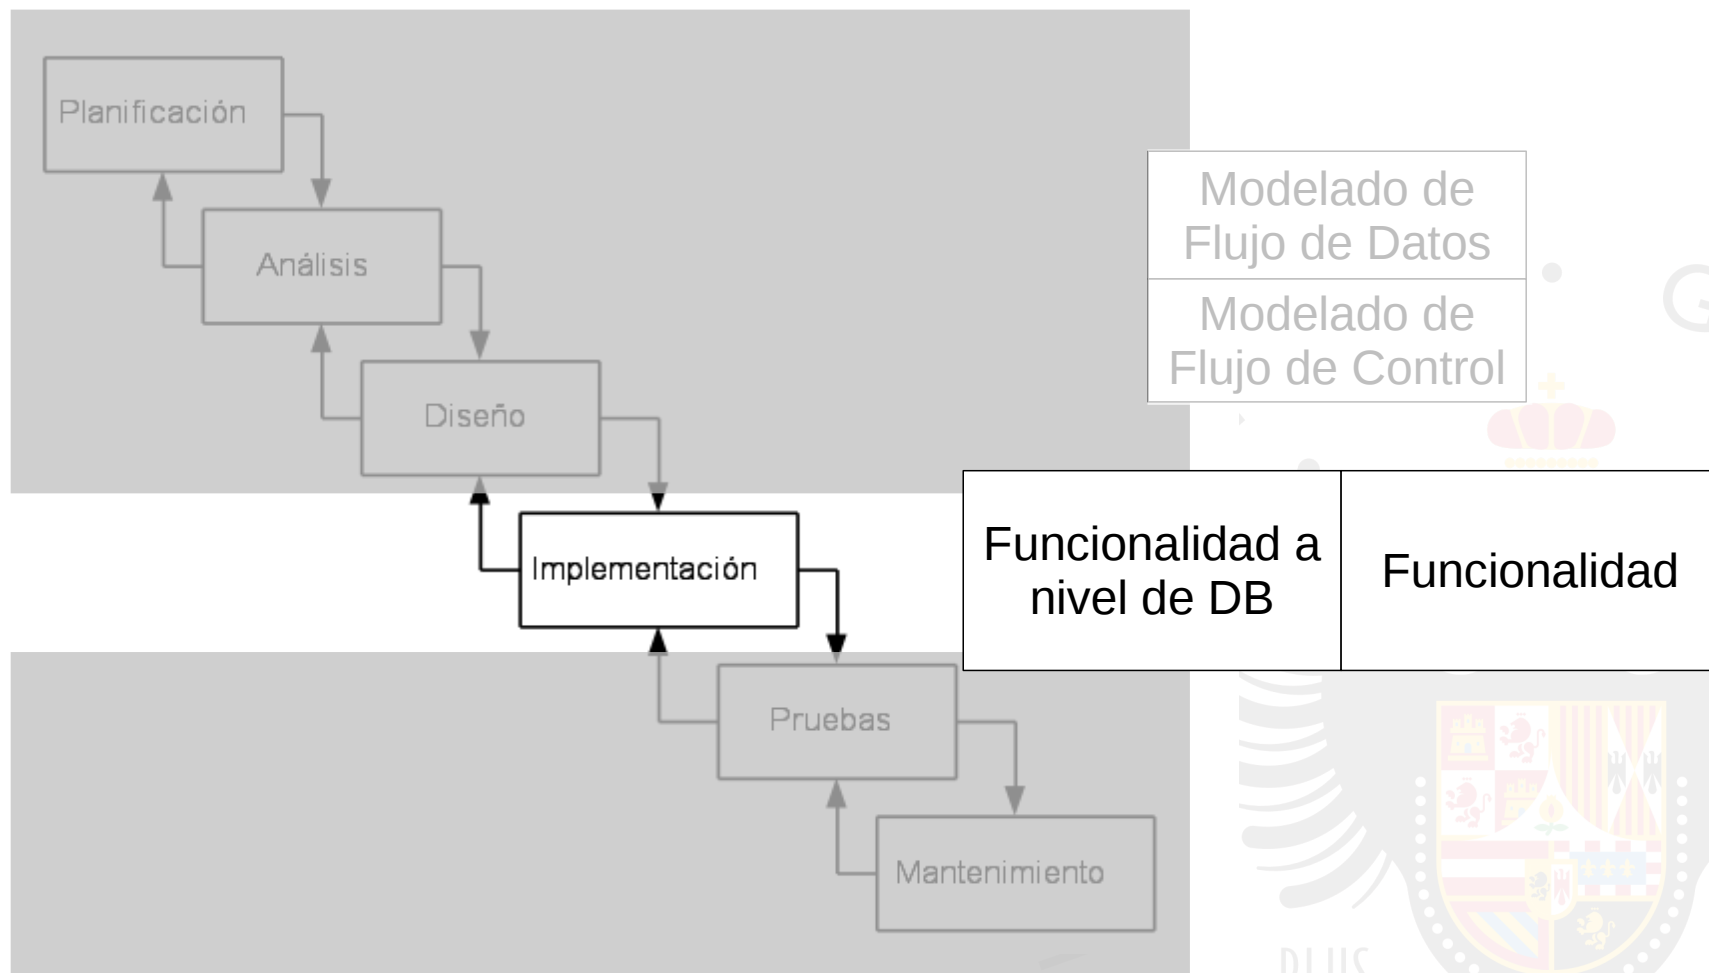 Planificación
Análisis
Diseño
Implementación
Pruebas
Mantenimiento
Modelado de
Flujo de Datos
Modelado de
Flujo de Control
Funcionalidad a
nivel de DB
Funcionalidad